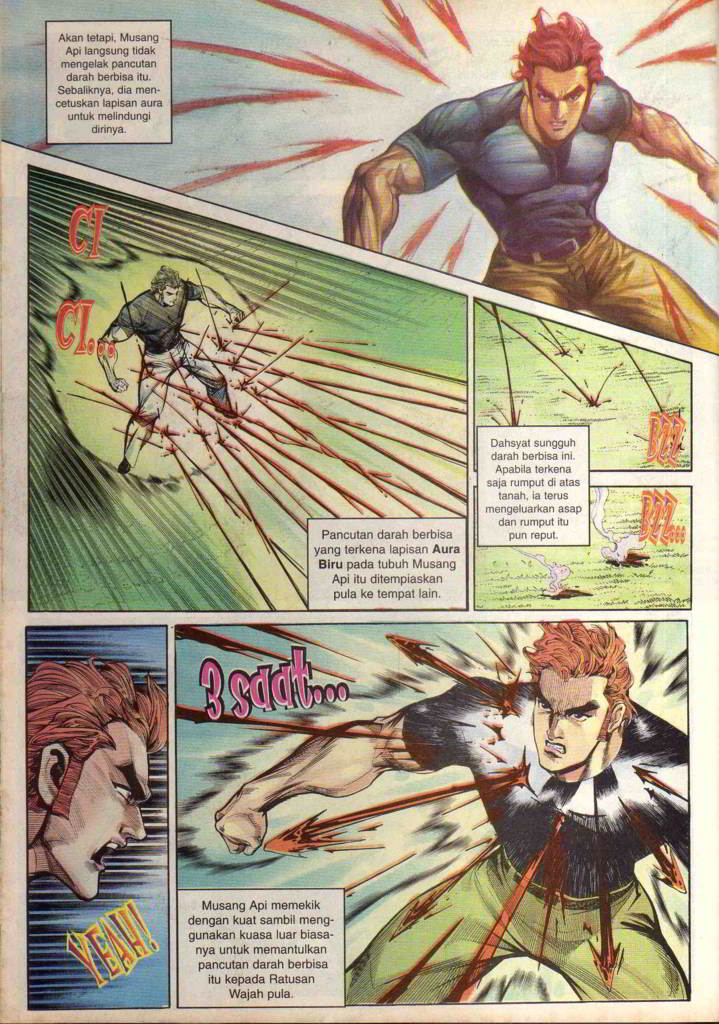 Akan tetapi, Musang
Api langsung tidak
mengelak pancutan
darah berbisa itu.
Sebaliknya, dia men-
cetuskan lapisan aura
untuk melindungi
dirinya.
CI
CI...
Pancutan darah berbisa
yang terkena lapisan Aura
Biru pada tubuh Musang
Api itu ditempiaskan
pula ke tempat lain.
BZZ
Dahsyat sungguh
darah berbisa ini.
Apabila terkena
saja rumput di atas
tanah, ia terus
mengeluarkan asap
dan rumput itu
pun reput.
BZZ...
YEAH!
3 saat...
Musang Api memekik
dengan kuat sambil meng-
gunakan kuasa luar biasa-
nya untuk memantulkan
pancutan darah berbisa
itu kepada Ratusan
Wajah pula.